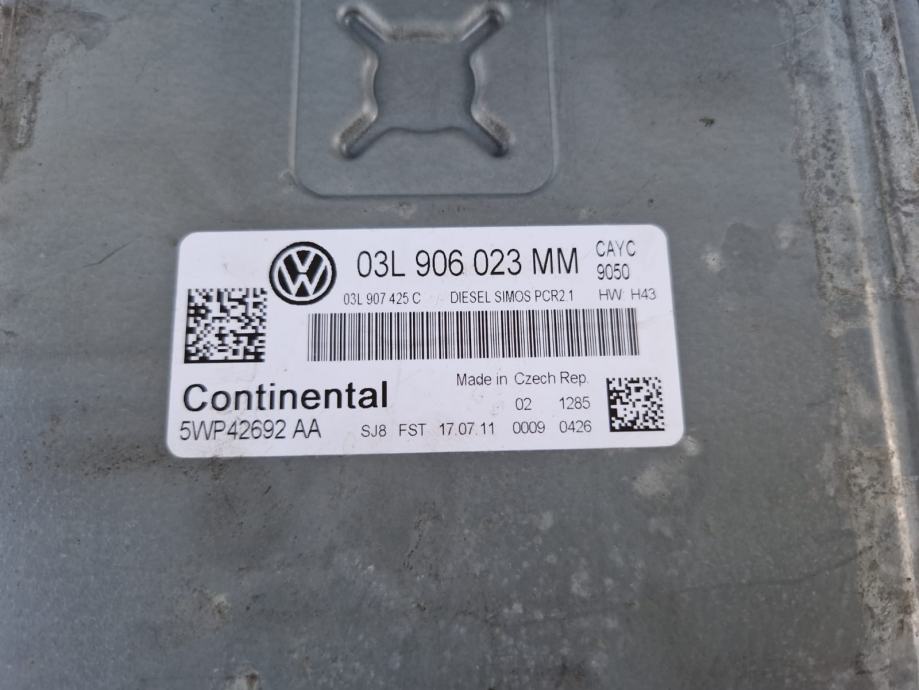 03L 906 023 MM CAYC 9050
03L 907 425 C DIESEL SIMOS PCR2.1 HW: H43
Continental Made in Czech Rep.
02 1285
5WP42692 AA SJ8 FST 17.07.11 0009 0426